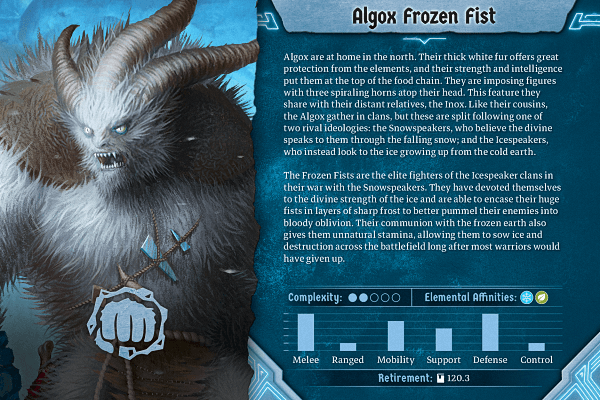 Algox Frozen Fist
Algox are at home in the north. Their thick white fur offers great
protection from the elements, and their strength and intelligence
put them at the top of the food chain. They are imposing figures
with three spiraling horns atop their head. This feature they
share with their distant relatives, the Inox. Like their cousins,
the Algox gather in clans, but these are split following one of
two rival ideologies: the Snowspeakers, who believe the divine
speaks to them through the falling snow; and the Icespeakers,
who instead look to the ice growing up from the cold earth.
The Frozen Fists are the elite fighters of the Icespeaker clans in
their war with the Snowspeakers. They have devoted themselves
to the divine strength of the ice and are able to encase their huge
fists in layers of sharp frost to better pummel their enemies into
bloody oblivion. Their communion with the frozen earth also
gives them unnatural stamina, allowing them to sow ice and
destruction across the battlefield long after most warriors would
have given up.
Complexity: Elemental Affinities:
Melee Ranged Mobility Support Defense Control
Retirement: 120.3